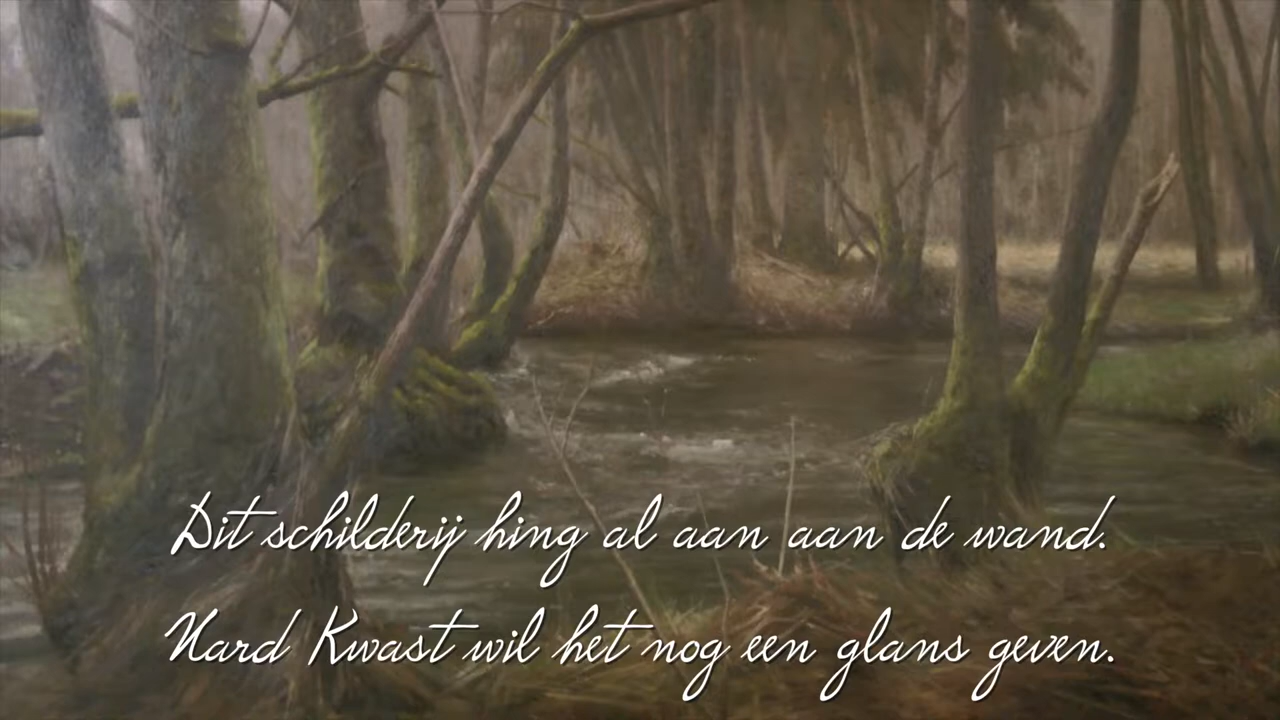 Dit schilderij hing al aan aan de wand.
Nard Kwast wil het nog een glans geven.